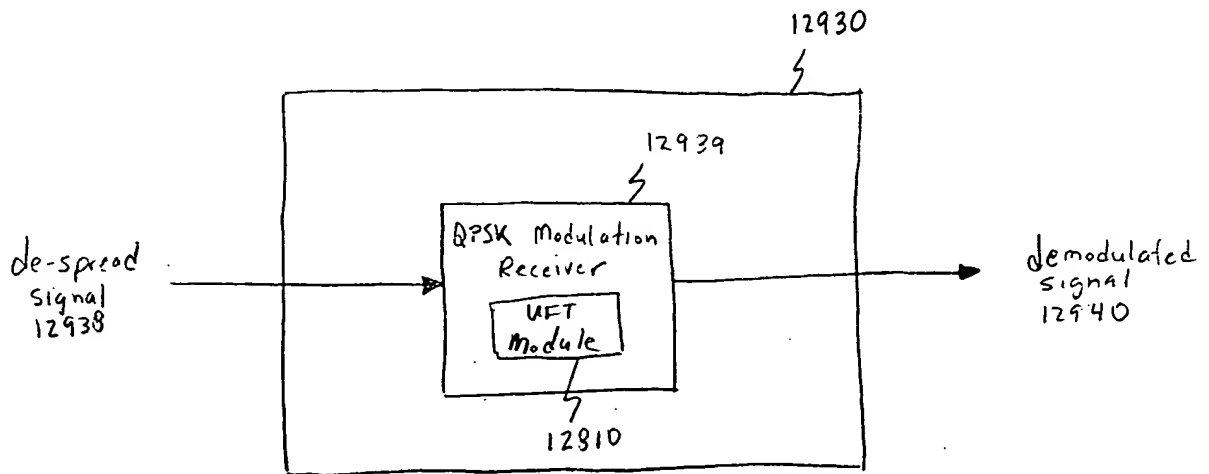 12930
12939
QPSK Modulation
Receiver
UFT
Module
12810
de-spread
signal
12938
demodulated
signal
12940